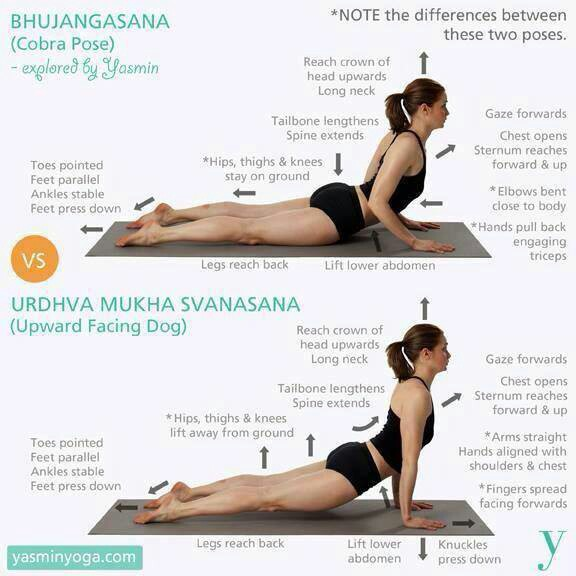 BHUJANGASANA
(Cobra Pose)
- explored by Yasmin
*NOTE the differences between
these two poses.
Reach crown of
head upwards
Long neck
Gaze forwards
Tailbone lengthens
Spine extends
Chest opens
Sternum reaches
forward & up
*Hips, thighs & knees
stay on ground
Toes pointed
Feet parallel
Ankles stable
Feet press down
*Elbows bent
close to body
*Hands pull back
engaging
triceps
Legs reach back
Lift lower abdomen
VS
URDHVA MUKHA SVANASANA
(Upward Facing Dog)
Reach crown of
head upwards
Long neck
Gaze forwards
Tailbone lengthens
Spine extends
Chest opens
Sternum reaches
forward & up
*Hips, thighs & knees
lift away from ground
Toes pointed
Feet parallel
Ankles stable
Feet press down
*Arms straight
Hands aligned with
shoulders & chest
*Fingers spread
facing forwards
Legs reach back
Lift lower
abdomen
Knuckles
press down
yasminyoga.com
y